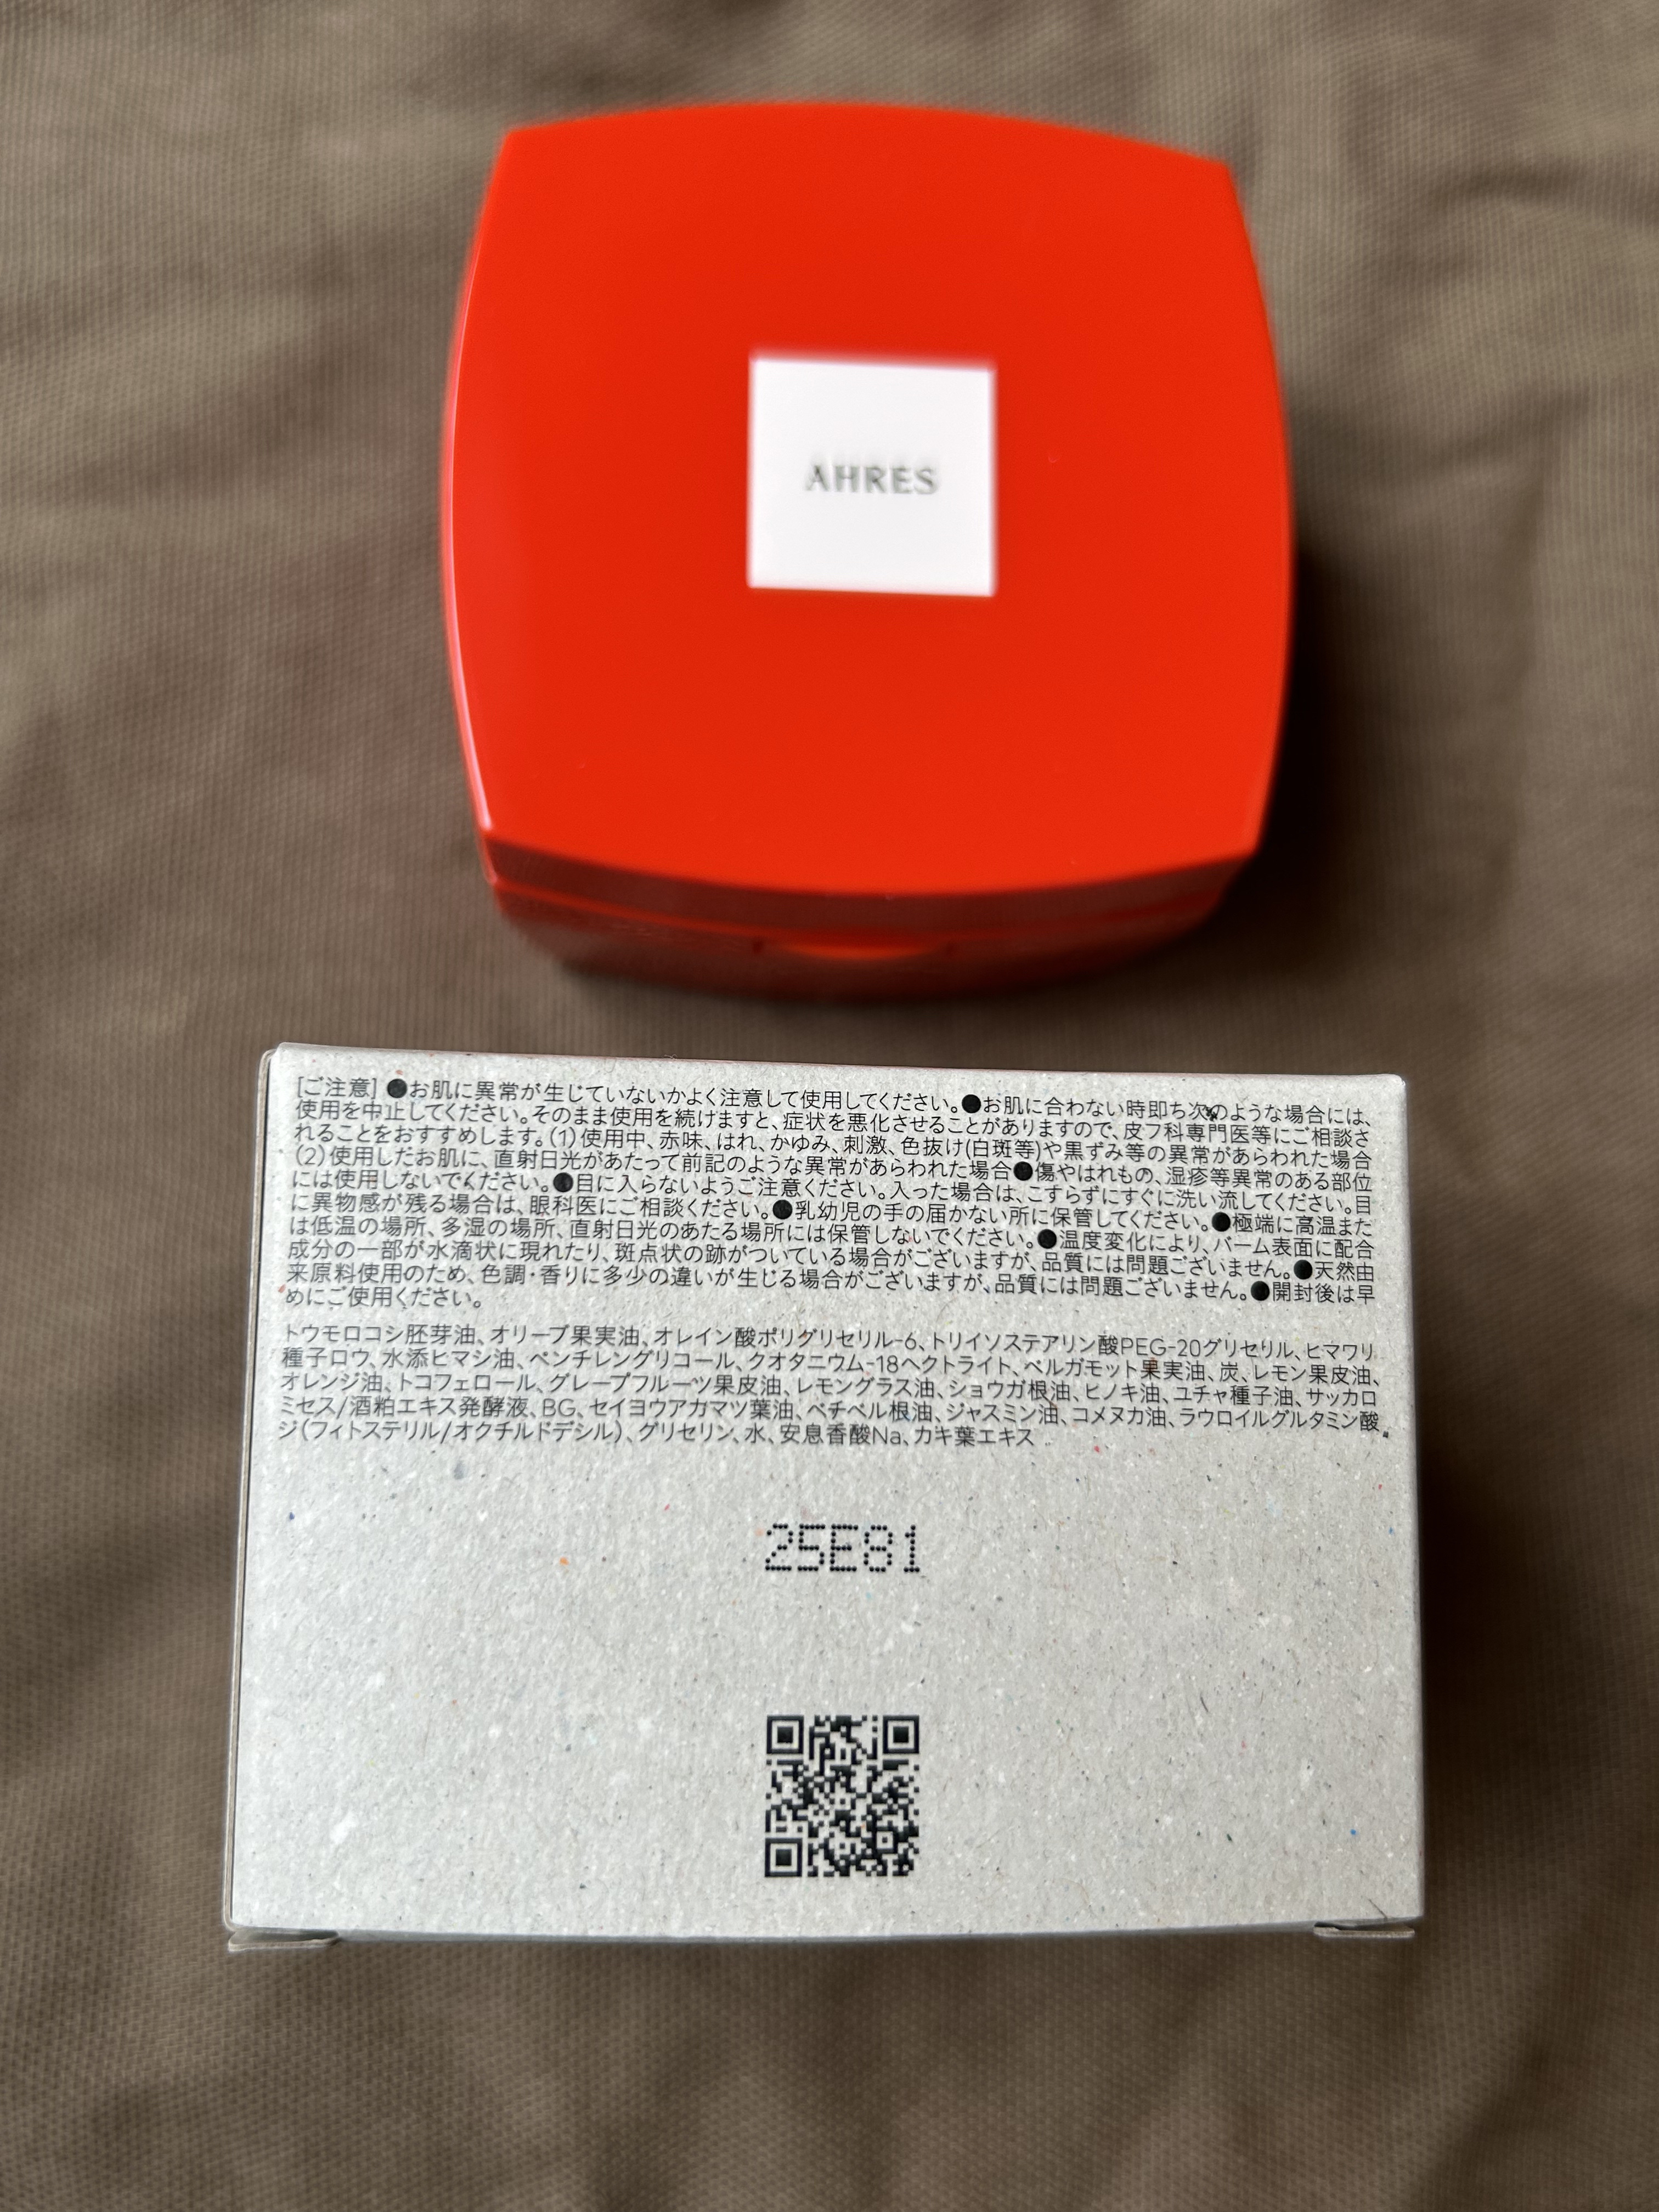 AHRES
[ご注意] ●お肌に異常が生じていないかよく注意して使用してください。●お肌に合わない時即ち次のような場合には、
使用を中止してください。そのまま使用を続けますと、症状を悪化させることがありますので、皮フ科専門医等にご相談さ
れることをおすすめします。(1)使用中、赤味、はれ、かゆみ、刺激、色抜け(白斑等)や黒ずみ等の異常があらわれた場合
(2)使用したお肌に、直射日光があたって前記のような異常があらわれた場合●傷やはれもの、湿疹等異常のある部位
には使用しないでください。●目に入らないようご注意ください。入った場合は、こすらずにすぐに洗い流してください。目
に異物感が残る場合は、眼科医にご相談ください。●乳幼児の手の届かない所に保管してください。●極端に高温また
は低温の場所、多湿の場所、直射日光のあたる場所には保管しないでください。●温度変化により、バーム表面に配合
成分の一部が水滴状に現れたり、斑点状の跡がついている場合がございますが、品質には問題ございません。●天然由
来原料使用のため、色調・香りに多少の違いが生じる場合がございますが、品質には問題ございません。●開封後は早
めにご使用ください。
トウモロコシ胚芽油、オリーブ果実油、オレイン酸ポリグリセリル-6、トリイソステアリン酸PEG-20グリセリル、ヒマワリ
種子ロウ、水添ヒマシ油、ペンチレングリコール、クオタニウム-18ヘクトライト、ベルガモット果実油、炭、レモン果皮油、
オレンジ油、トコフェロール、グレープフルーツ果皮油、レモングラス油、ショウガ根油、ヒノキ油、ユチャ種子油、サッカロ
ミセス/酒粕エキス発酵液、BG、セイヨウアカマツ葉油、ベチベル根油、ジャスミン油、コメヌカ油、ラウロイルグルタミン酸
ジ(フィトステリル/オクチルドデシル)、グリセリン、水、安息香酸Na、カキ葉エキス
25E81